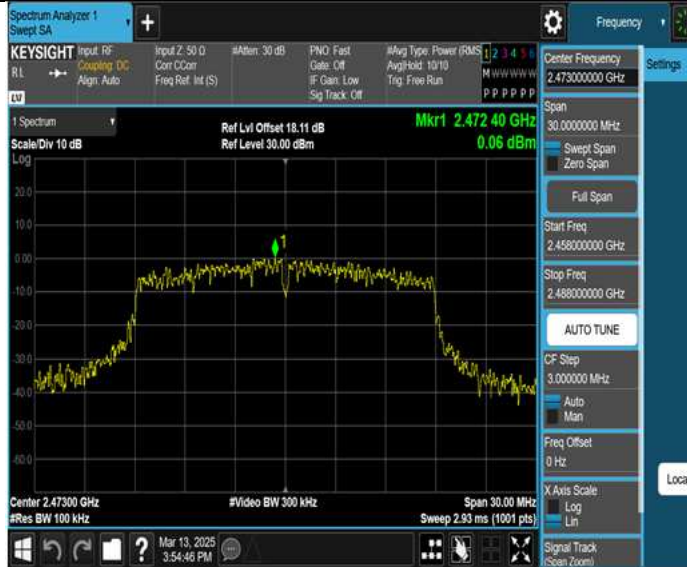 Spectrum Analyzer 1
Swept SA
+
Frequency
KEYSIGHT
RL
LV
Input: RF
Coupling: DC
Align: Auto
Input Z: 50 Ω
Corr CCorr
Freq Ref: Int (S)
#Atten: 30 dB
PNO: Fast
Gate: Off
IF Gain: Low
Sig Track: Off
#Avg Type: Power (RMS
Avg|Hold: 10/10
Trig: Free Run
1 2 3 4 5 6
M W W W W W
P P P P P P
1 Spectrum
Scale/Div 10 dB
Ref Lvl Offset 18.11 dB
Ref Level 30.00 dBm
Mkr1 2.472 40 GHz
0.06 dBm
Log
20.0
10.0
0.00
-10.0
-20.0
-30.0
-40.0
-50.0
-60.0
1
Center 2.47300 GHz
#Res BW 100 kHz
#Video BW 300 kHz
Span 30.00 MHz
Sweep 2.93 ms (1001 pts)
?
Mar 13, 2025
3:54:46 PM
Center Frequency
2.473000000 GHz
Span
30.0000000 MHz
Swept Span
Zero Span
Full Span
Start Freq
2.458000000 GHz
Stop Freq
2.488000000 GHz
AUTO TUNE
CF Step
3.000000 MHz
Auto
Man
Freq Offset
0 Hz
X Axis Scale
Log
Lin
Signal Track
(Span Zoom)
Settings
Loca